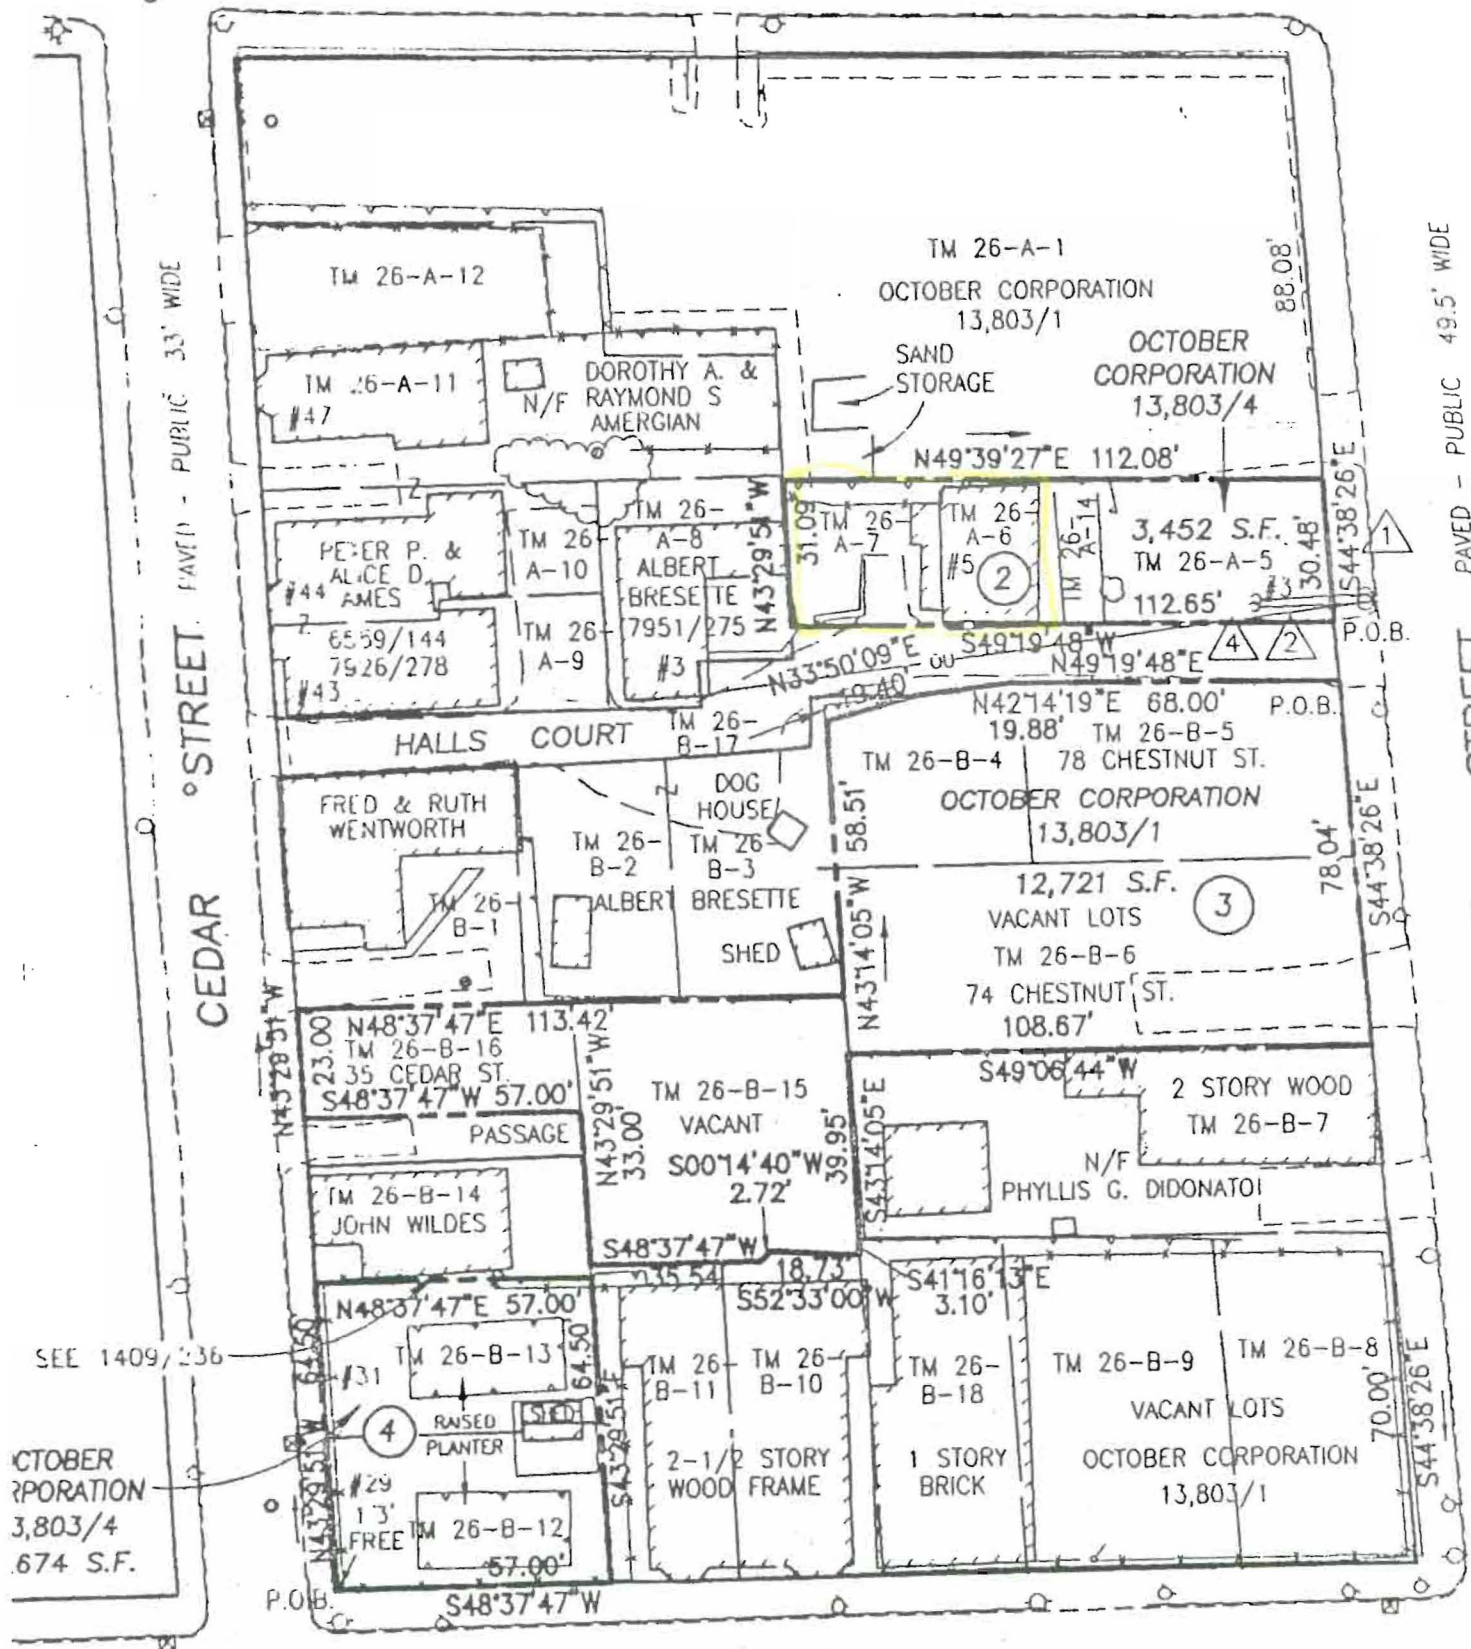 TM 26-A-1
OCTOBER CORPORATION
13,803/1
88.08'
TM 26-A-12
PAVED - PUBLIC 33' WIDE
PAVED - PUBLIC 49.5' WIDE
OCTOBER
CORPORATION
13,803/4
SAND
STORAGE
#47
N/F
DOROTHY A. &
RAYMOND S
AMERGIAN
N49°39'27"E 112.08'
TM 26-
A-8
ALBERT
BRESETTE
7951/275
#3
N43°29'51"W
31.09
TM 26-
A-7
TM 26-
A-6
#5
2
TM 26-
A-14
3,452 S.F.
TM 26-A-5
#3
112.65'
30.48'
S44°38'26"E
1
PETER P. &
ALICE D.
AMES
#44
6559/144
7926/278
#43
TM 26
A-10
TM 26-
A-9
S49°19'48"W
N49°19'48"E
4
2
P.O.B.
N33°50'09"E
19.40'
OU
HALLS COURT
TM 26-
B-17
N42°14'19"E 68.00'
19.88'
P.O.B.
TM 26-B-4
TM 26-B-5
78 CHESTNUT ST.
OCTOBER CORPORATION
13,803/1
CEDAR STREET
STREET
FRED & RUTH
WENTWORTH
TM 26-
B-1
DOG
HOUSE
TM 26-
B-2
TM 26-
B-3
ALBERT BRESETTE
SHED
58.51'
N43°14'05"W
12,721 S.F.
VACANT LOTS
3
TM 26-B-6
74 CHESTNUT ST.
108.67'
78.04'
S44°38'26"E
23.00
N48°37'47"E 113.42'
TM 26-B-16
35 CEDAR ST.
S48°37'47"W 57.00'
PASSAGE
N43°29'51"W
33.00'
TM 26-B-15
VACANT
S00°14'40"W
2.72'
39.95'
S43°14'05"E
S49°06'44"W
2 STORY WOOD
TM 26-B-7
N/F
PHYLLIS G. DIDONATO
TM 26-B-14
JOHN WILDES
S48°37'47"W
35.54
18.73'
S52°33'00"W
S41°16'13"E
3.10'
N48°37'47"E 57.00'
SEE 1409/236
64.50
TM 26-B-13
#31
64.50'
4
RAISED
PLANTER
SHED
S43°29'51"E
N43°29'51"W
#29
1.3'
FREE
TM 26-B-12
57.00'
P.O.B.
S48°37'47"W
TM 26
B-11
TM 26-
B-10
2-1/2 STORY
WOOD FRAME
TM 26-
B-18
1 STORY
BRICK
TM 26-B-9
TM 26-B-8
VACANT LOTS
OCTOBER CORPORATION
13,803/1
70.00'
S44°38'26"E
OCTOBER
RPORATION
3,803/4
674 S.F.